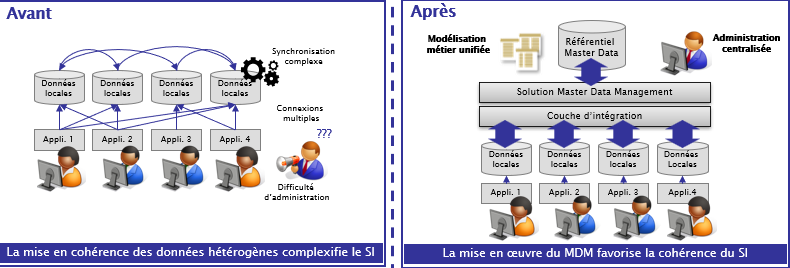 Avant
Synchronisation
complexe
Données
locales
Données
locales
Données
locales
Données
locales
Connexions
multiples
Appli. 1
Appli. 2
Appli. 3
Appli. 4
???
Difficulté
d'administration
La mise en cohérence des données hétérogènes complexifie le SI
Après
Modélisation
métier unifiée
Référentiel
Master Data
Administration
centralisée
Solution Master Data Management
Couche d'intégration
Données
locales
Données
locales
Données
locales
Données
Locales
Appli. 1
Appli. 2
Appli. 3
Appli.4
La mise en œuvre du MDM favorise la cohérence du SI